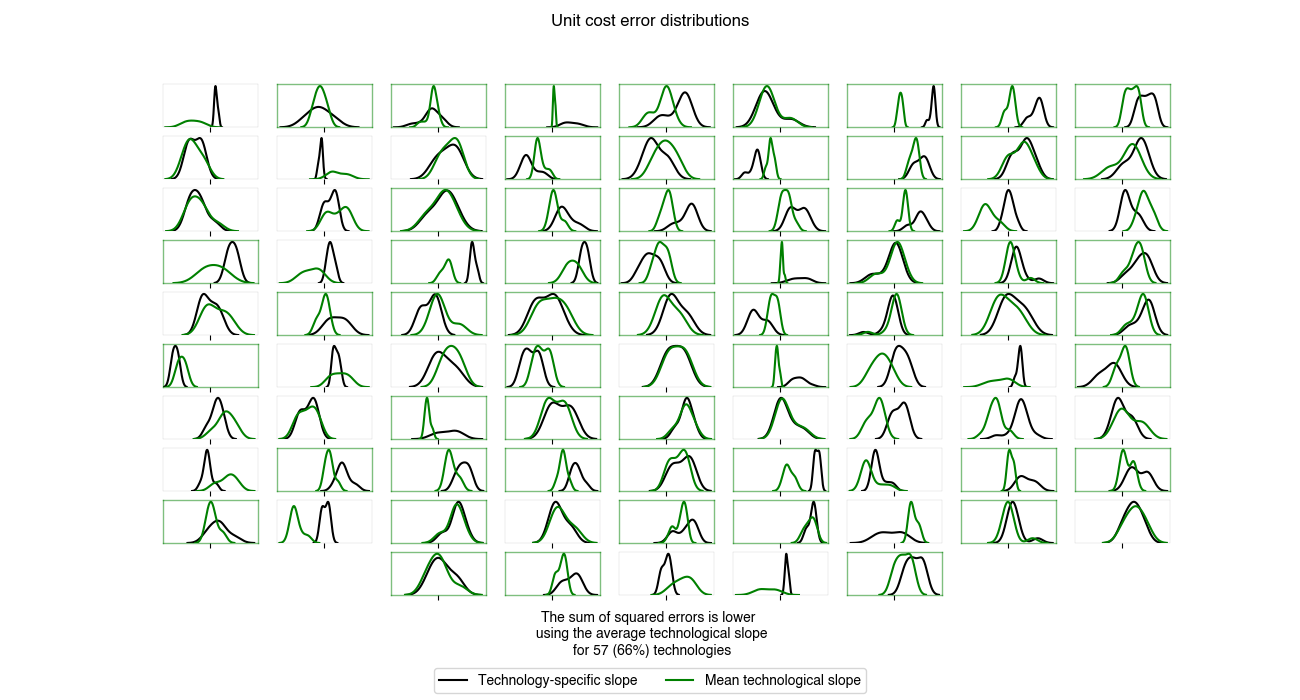 Unit cost error distributions
The sum of squared errors is lower
using the average technological slope
for 57 (66%) technologies
Technology-specific slope
Mean technological slope